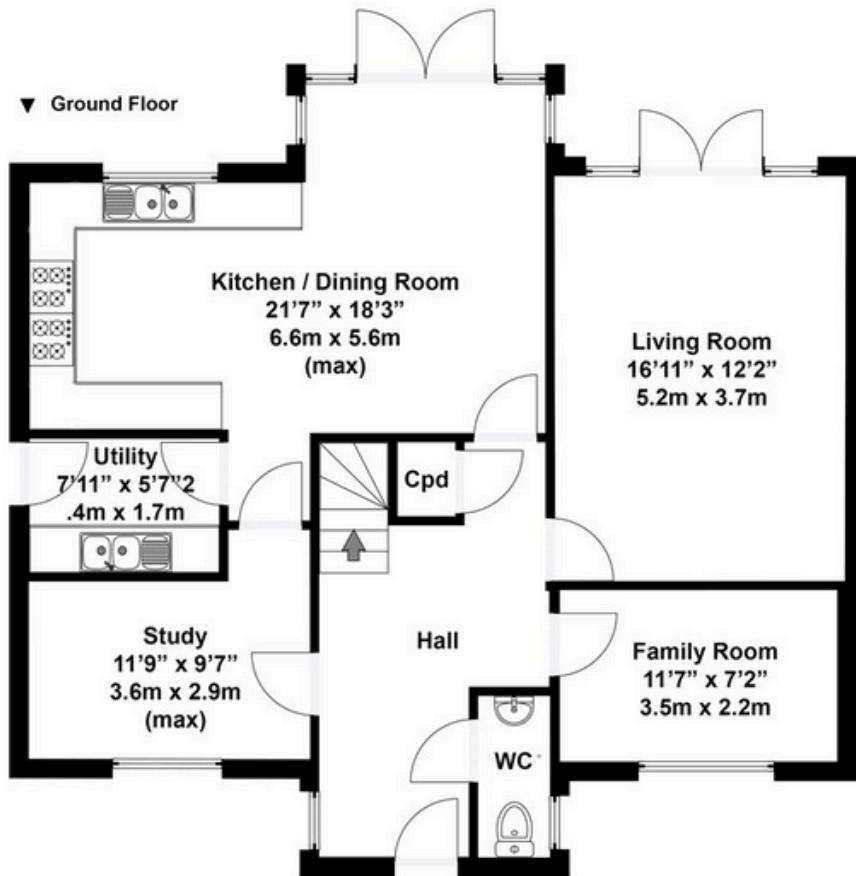 ▼ Ground Floor
Kitchen / Dining Room
21’7” x 18’3”
6.6m x 5.6m
(max)
Living Room
16’11” x 12’2”
5.2m x 3.7m
Utility
7’11” x 5’7”2
.4m x 1.7m
Cpd
Study
11’9” x 9’7”
3.6m x 2.9m
(max)
Hall
Family Room
11’7” x 7’2”
3.5m x 2.2m
WC